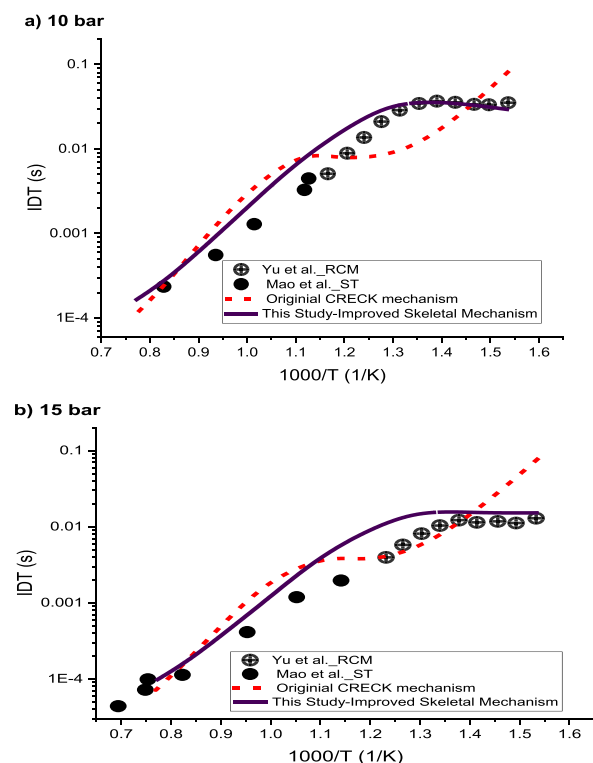 a) 10 bar
0.1
0.01
0.001
1E-4
IDT (s)
Yu et al._RCM
Mao et al._ST
Originial CRECK mechanism
This Study-Improved Skeletal Mechanism
0.7 0.8 0.9 1.0 1.1 1.2 1.3 1.4 1.5 1.6
1000/T (1/K)
b) 15 bar
0.1
0.01
0.001
1E-4
IDT (s)
Yu et al._RCM
Mao et al._ST
Originial CRECK mechanism
This Study-Improved Skeletal Mechanism
0.7 0.8 0.9 1.0 1.1 1.2 1.3 1.4 1.5 1.6
1000/T (1/K)